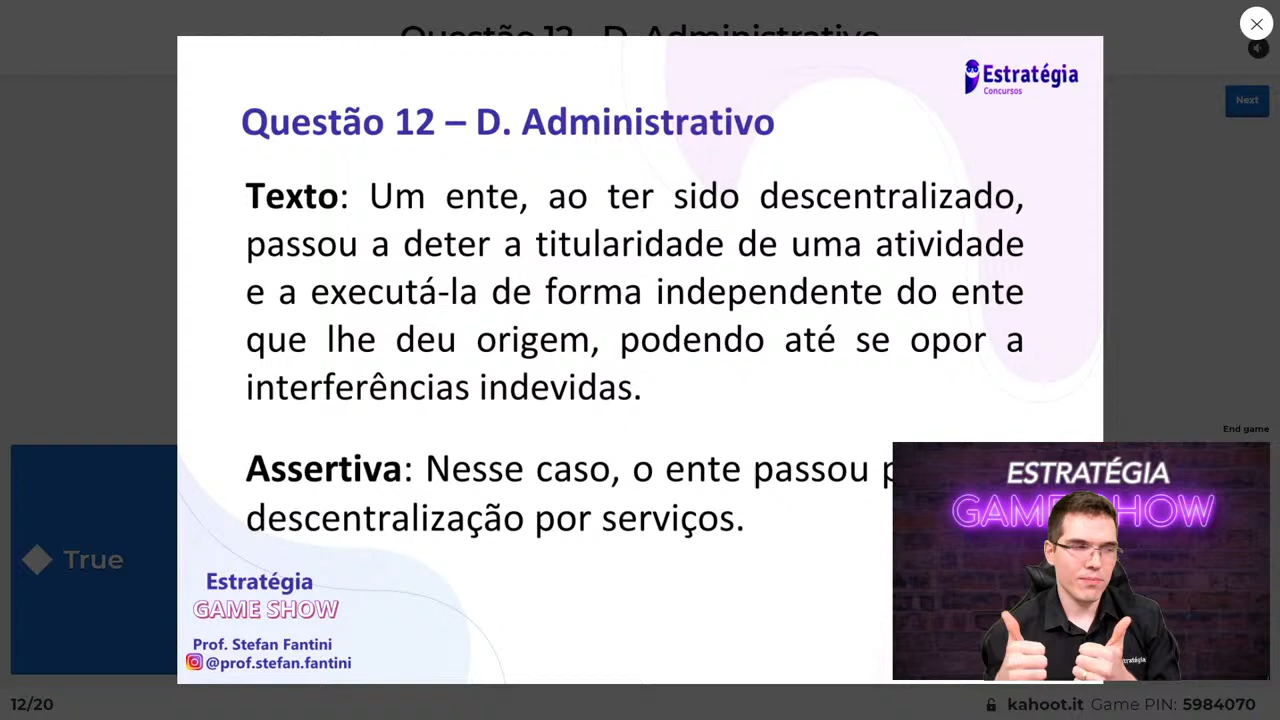 Questão 12 - D. Administrativo
Estratégia
Concursos
Next
Questão 12 – D. Administrativo
Texto: Um ente, ao ter sido descentralizado,
passou a deter a titularidade de uma atividade
e a executá-la de forma independente do ente
que lhe deu origem, podendo até se opor a
interferências indevidas.
End game
Assertiva: Nesse caso, o ente passou
descentralização por serviços.
ESTRATÉGIA
GAME SHOW
True
Estratégia
GAME SHOW
Prof. Stefan Fantini
@prof.stefan.fantini
12/20
kahoot.it Game PIN: 5984070